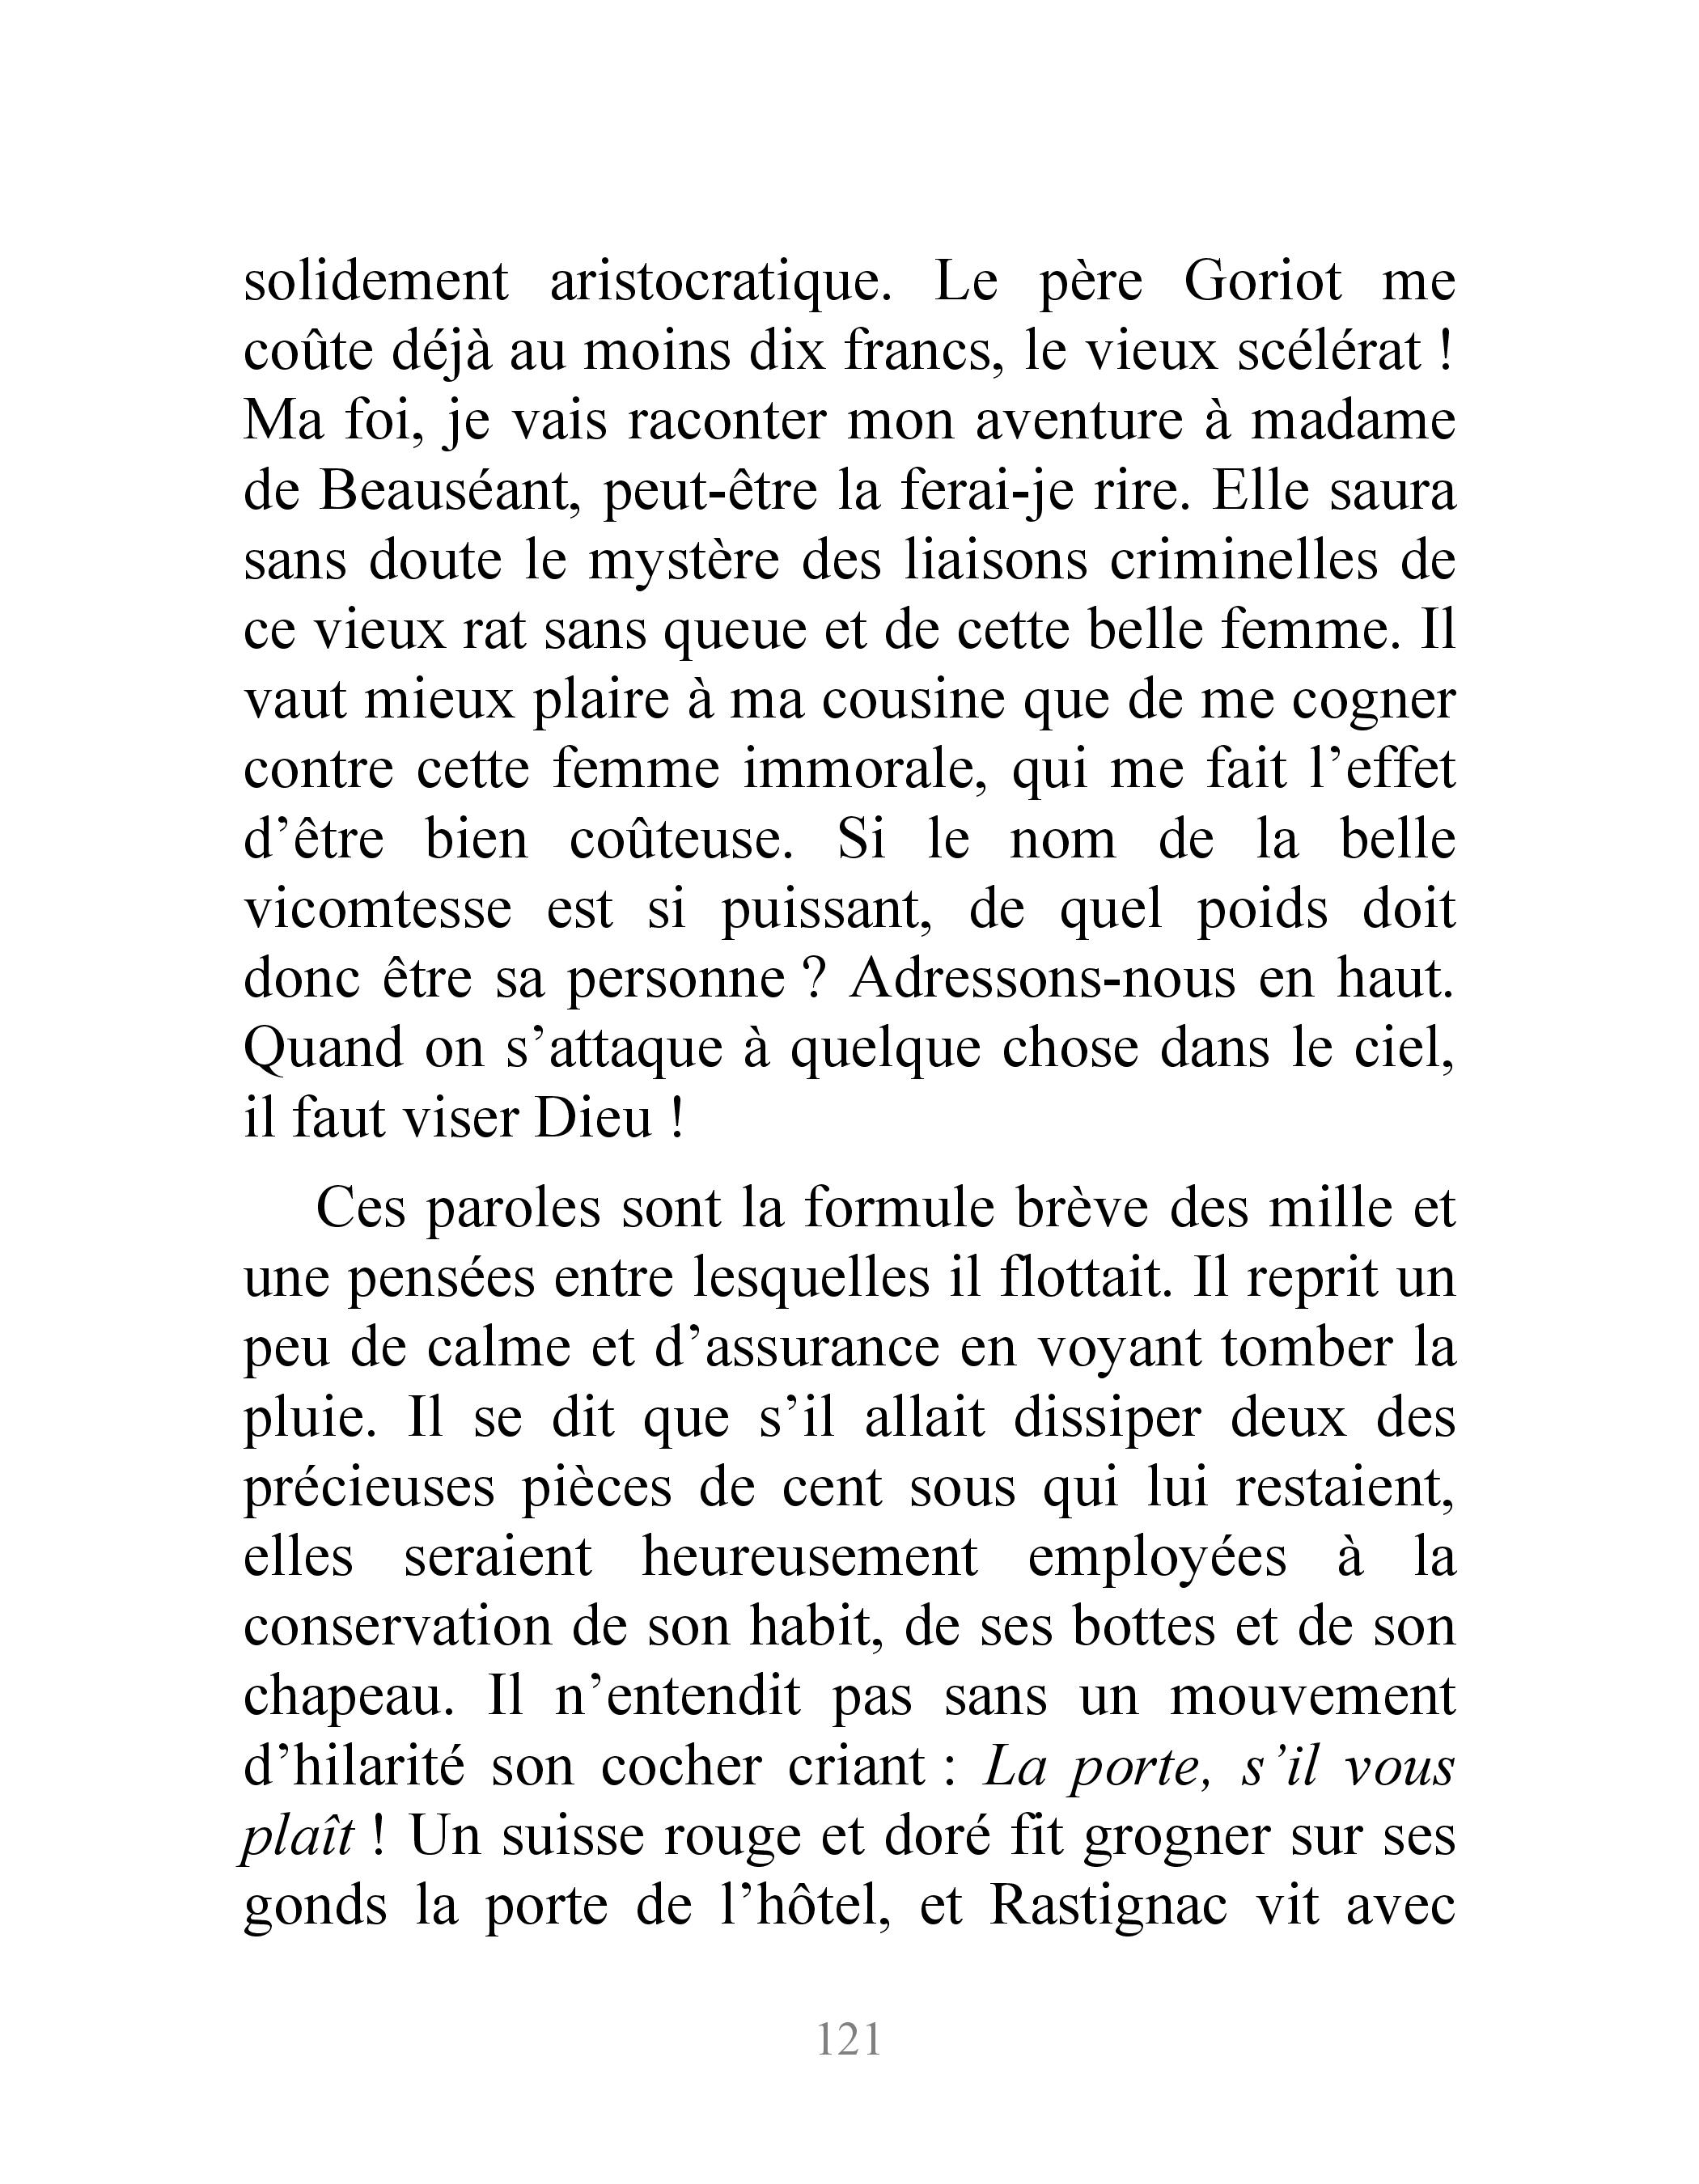 solidement aristocratique. Le père Goriot me
coûte déjà au moins dix francs, le vieux scélérat !
Ma foi, je vais raconter mon aventure à madame
de Beauséant, peut-être la ferai-je rire. Elle saura
sans doute le mystère des liaisons criminelles de
ce vieux rat sans queue et de cette belle femme. Il
vaut mieux plaire à ma cousine que de me cogner
contre cette femme immorale, qui me fait l’effet
d’être bien coûteuse. Si le nom de la belle
vicomtesse est si puissant, de quel poids doit
donc être sa personne ? Adressons-nous en haut.
Quand on s’attaque à quelque chose dans le ciel,
il faut viser Dieu !
Ces paroles sont la formule brève des mille et
une pensées entre lesquelles il flottait. Il reprit un
peu de calme et d’assurance en voyant tomber la
pluie. Il se dit que s’il allait dissiper deux des
précieuses pièces de cent sous qui lui restaient,
elles seraient heureusement employées à la
conservation de son habit, de ses bottes et de son
chapeau. Il n’entendit pas sans un mouvement
d’hilarité son cocher criant : La porte, s’il vous
plaît ! Un suisse rouge et doré fit grogner sur ses
gonds la porte de l’hôtel, et Rastignac vit avec
121